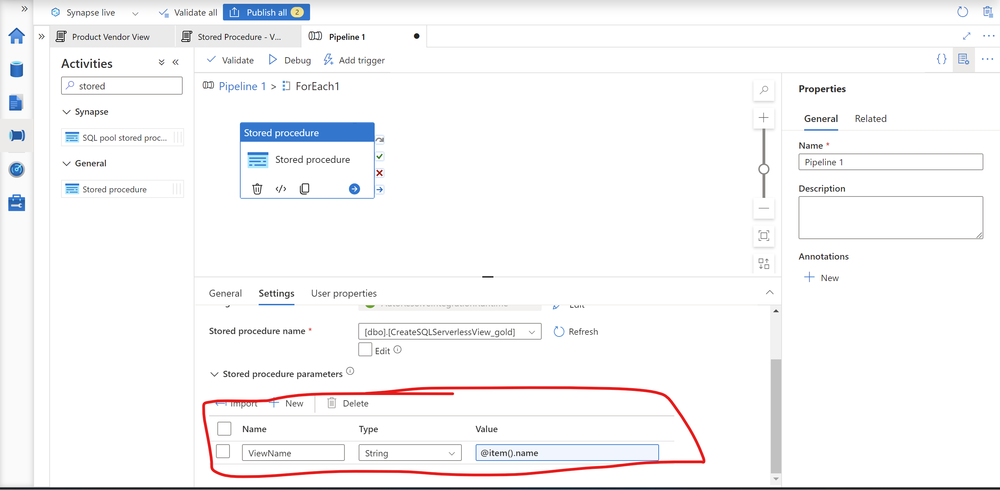 Synapse live
Validate all
Publish all 2
Product Vendor View
Stored Procedure - V...
Pipeline 1
Activities
stored
Synapse
SQL pool stored proc...
General
Stored procedure
Validate
Debug
Add trigger
Pipeline 1 > ForEach1
Stored procedure
Stored procedure
Properties
General
Related
Name *
Pipeline 1
Description
Annotations
New
General
Settings
User properties
AutoResolveIntegrationRuntime
Edit
Stored procedure name *
[dbo].[CreateSQLServerlessView_gold]
Refresh
Edit
Stored procedure parameters
Import
New
Delete
Name
Type
Value
ViewName
String
@item().name